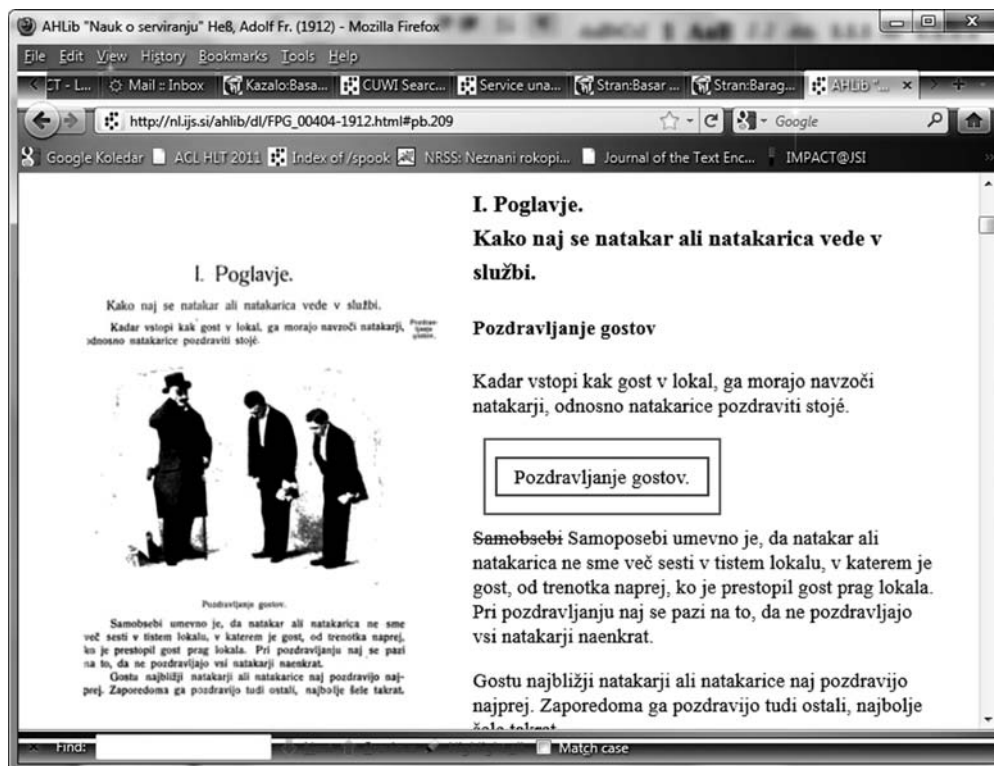 AHLib "Nauk o serviranju" Heß, Adolf Fr. (1912) - Mozilla Firefox
File Edit View History Bookmarks Tools Help
CT - L... Mail :: Inbox Kazalo:Basa... CUWI Searc... Service una... Stran:Basar ... Stran:Barag... AHLib "...
http://nl.ijs.si/ahlib/dl/FPG_00404-1912.html#pb.209 Google
Google Koledar ACL HLT 2011 Index of /spook NRSS: Neznani rokopi... Journal of the Text Enc... IMPACT@JSI
I. Poglavje.
Kako naj se natakar ali natakarica vede v službi.
Kadar vstopi kak gost v lokal, ga morajo navzoči natakarji,
odnosno natakarice pozdraviti stojé.
Pozdrav-
ljanje
gostov.
Pozdravljanje gostov.
Samobsebi umevno je, da natakar ali natakarica ne sme
več sesti v tistem lokalu, v katerem je gost, od trenotka naprej,
ko je prestopil gost prag lokala. Pri pozdravljanju naj se pazi
na to, da ne pozdravljajo vsi natakarji naenkrat.
Gostu najbližji natakarji ali natakarice naj pozdravijo naj-
prej. Zaporedoma ga pozdravijo tudi ostali, najbolje šele takrat,
I. Poglavje.
Kako naj se natakar ali natakarica vede v
službi.
Pozdravljanje gostov
Kadar vstopi kak gost v lokal, ga morajo navzoči
natakarji, odnosno natakarice pozdraviti stojé.
Pozdravljanje gostov.
Samobsebi Samoposebi umevno je, da natakar ali
natakarica ne sme več sesti v tistem lokalu, v katerem je
gost, od trenotka naprej, ko je prestopil gost prag lokala.
Pri pozdravljanju naj se pazi na to, da ne pozdravljajo
vsi natakarji naenkrat.
Gostu najbližji natakarji ali natakarice naj pozdravijo
najprej. Zaporedoma ga pozdravijo tudi ostali, najbolje
šele takrat
Find: Match case